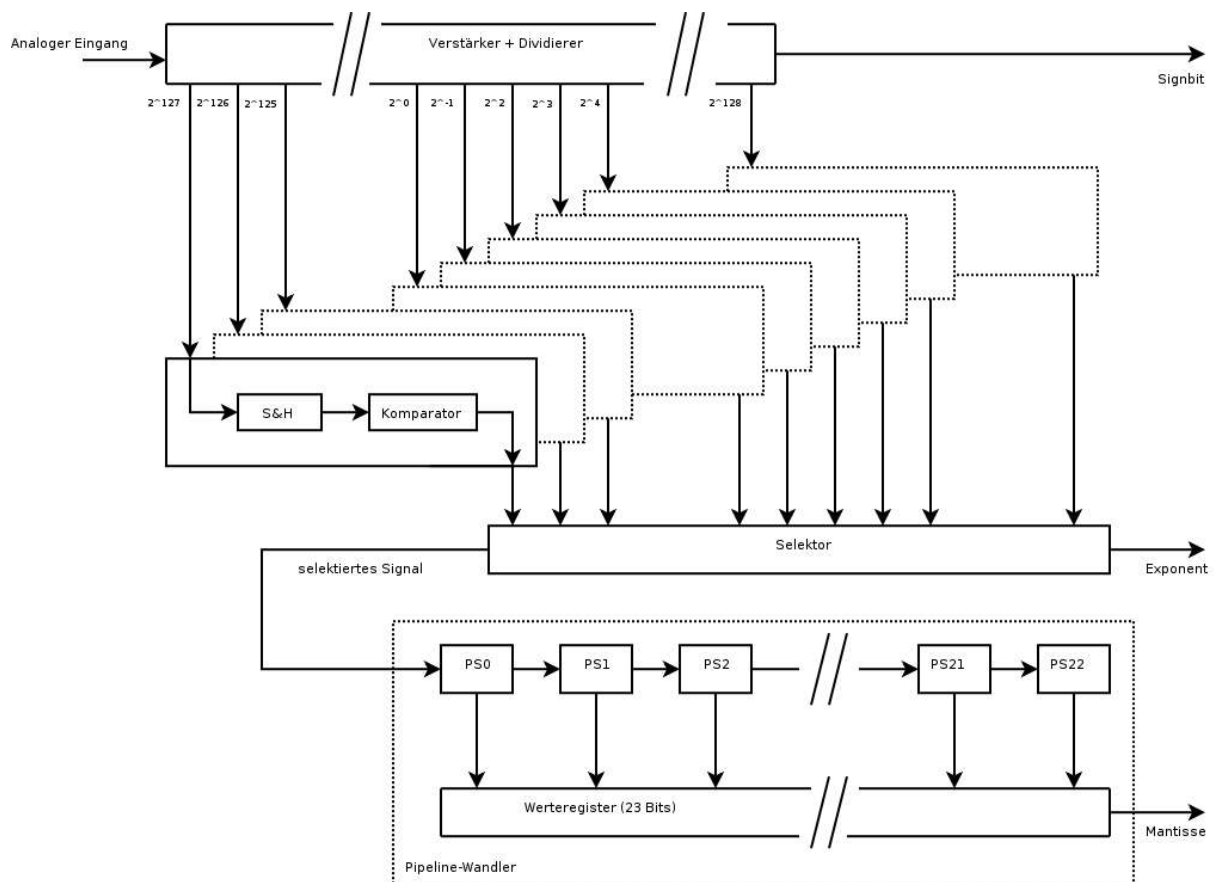 Analoger Eingang
Verstärker + Dividierer
Signbit
2^127
2^126
2^125
2^0
2^-1
2^2
2^3
2^4
2^128
S&H
Komparator
Selektor
selektiertes Signal
Exponent
PS0
PS1
PS2
PS21
PS22
Werteregister (23 Bits)
Mantisse
Pipeline-Wandler